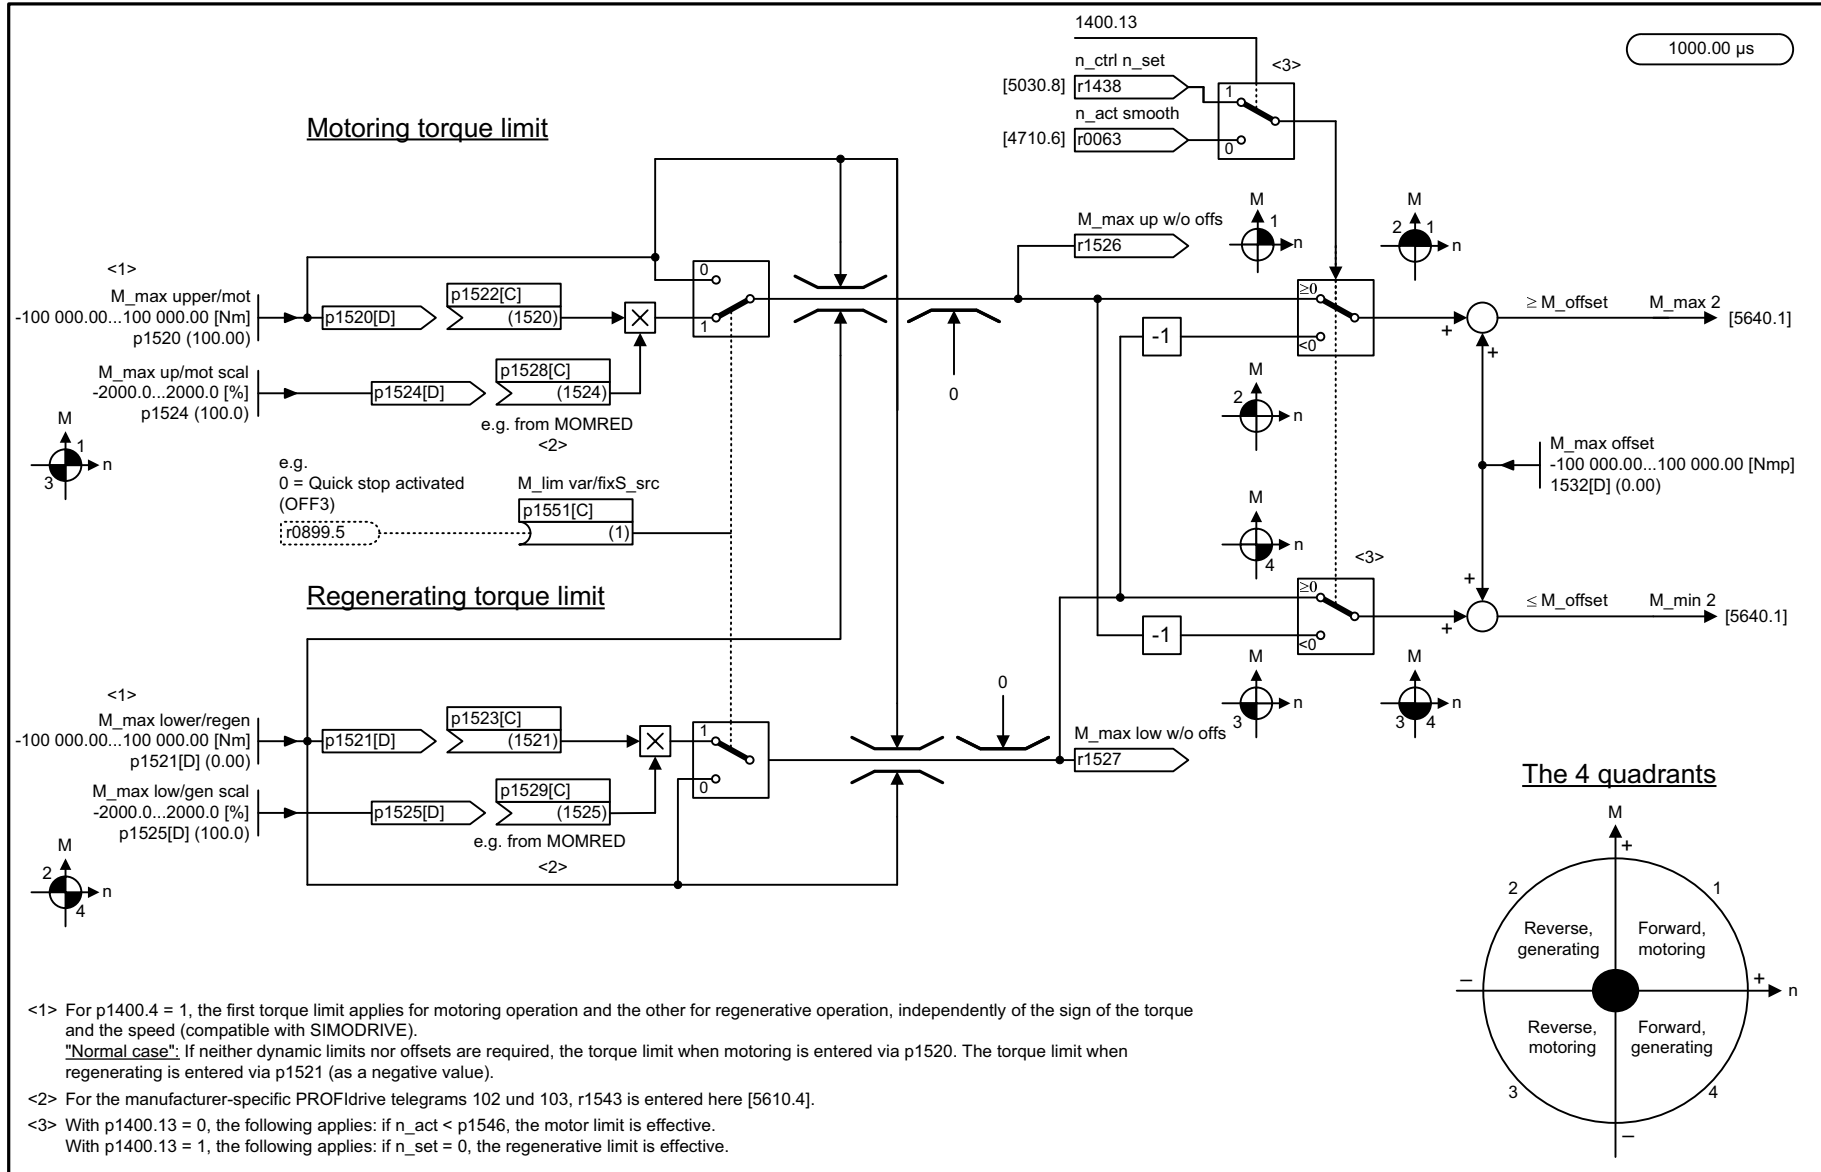 1400.13
1000.00 µs
n_ctrl n_set
<3>
[5030.8]
r1438
1
n_act smooth
[4710.6]
r0063
0
Motoring torque limit
M_max up w/o offs
r1526
M
1
n
M
2
1
n
<1>
M_max upper/mot
-100 000.00...100 000.00 [Nm]
p1520 (100.00)
p1520[D]
p1522[C]
(1520)
0
1
≥0
<0
-1
+
+
≥ M_offset
M_max 2
[5640.1]
M_max up/mot scal
-2000.0...2000.0 [%]
p1524 (100.0)
p1524[D]
p1528[C]
(1524)
0
e.g. from MOMRED
<2>
M
1
n
3
M
2
n
M_max offset
-100 000.00...100 000.00 [Nmp]
1532[D] (0.00)
e.g.
0 = Quick stop activated
(OFF3)
r0899.5
M_lim var/fixS_src
p1551[C]
(1)
M
n
4
<3>
Regenerating torque limit
≥0
<0
-1
+
+
≤ M_offset
M_min 2
[5640.1]
M
n
3
M
n
3
4
<1>
M_max lower/regen
-100 000.00...100 000.00 [Nm]
p1521[D] (0.00)
p1521[D]
p1523[C]
(1521)
1
0
0
M_max low w/o offs
r1527
M_max low/gen scal
-2000.0...2000.0 [%]
p1525[D] (100.0)
p1525[D]
p1529[C]
(1525)
e.g. from MOMRED
<2>
M
2
n
4
The 4 quadrants
M
+
2
1
Reverse,
generating
Forward,
motoring
–
+
n
Reverse,
motoring
Forward,
generating
3
4
–
<1> For p1400.4 = 1, the first torque limit applies for motoring operation and the other for regenerative operation, independently of the sign of the torque
and the speed (compatible with SIMODRIVE).
"Normal case": If neither dynamic limits nor offsets are required, the torque limit when motoring is entered via p1520. The torque limit when
regenerating is entered via p1521 (as a negative value).
<2> For the manufacturer-specific PROFIdrive telegrams 102 und 103, r1543 is entered here [5610.4].
<3> With p1400.13 = 0, the following applies: if n_act < p1546, the motor limit is effective.
With p1400.13 = 1, the following applies: if n_set = 0, the regenerative limit is effective.